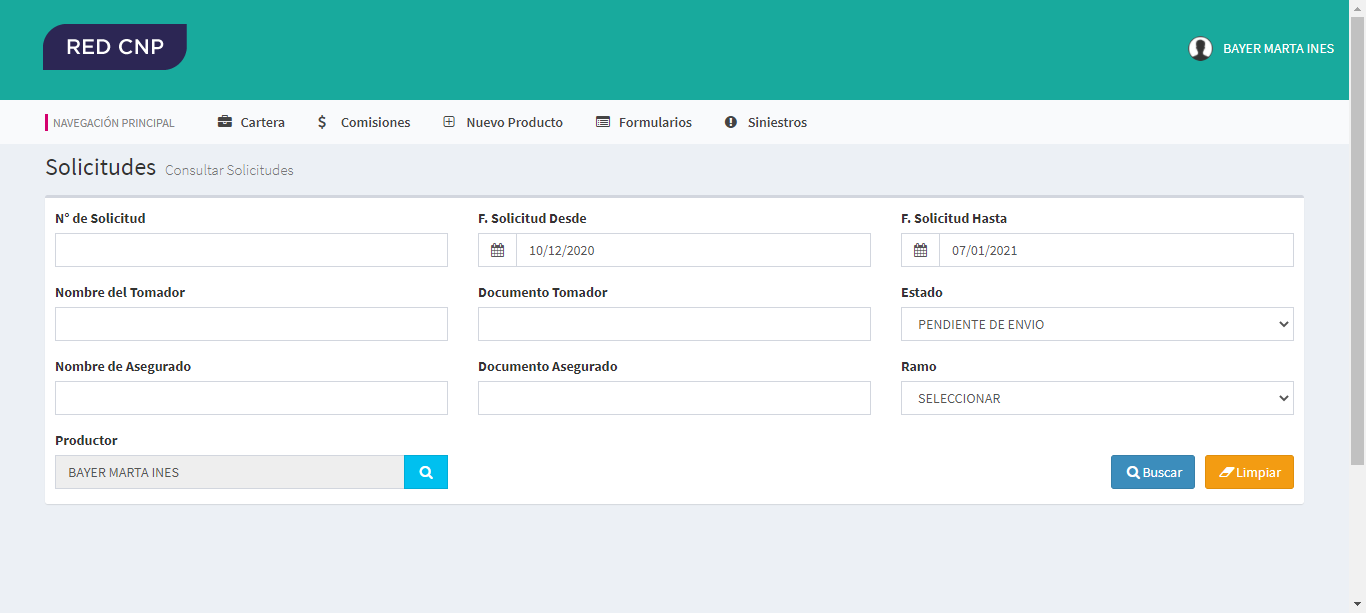 RED CNP
BAYER MARTA INES
NAVEGACIÓN PRINCIPAL
Cartera
$ Comisiones
Nuevo Producto
Formularios
Siniestros
Solicitudes Consultar Solicitudes
N° de Solicitud
F. Solicitud Desde
F. Solicitud Hasta
10/12/2020
07/01/2021
Nombre del Tomador
Documento Tomador
Estado
PENDIENTE DE ENVIO
Nombre de Asegurado
Documento Asegurado
Ramo
SELECCIONAR
Productor
BAYER MARTA INES
Buscar
Limpiar